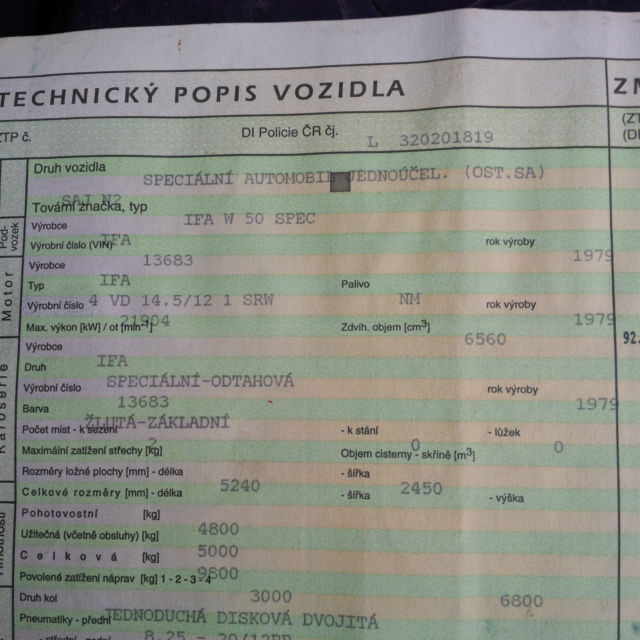 TECHNICKÝ POPIS VOZIDLA
ZTP č. DI Policie ČR čj. L 320201819 (ZT
Druh vozidla SPECIÁLNÍ AUTOMOBIL JEDNOÚČEL. (OST.SA)
SAJ N2
Tovární značka, typ IFA W 50 SPEC
Výrobce IFA
Výrobní číslo (VIN) 13683 rok výroby 1979
Výrobce IFA
Typ 4 VD 14.5/12 1 SRW Palivo NM
Výrobní číslo 21904 rok výroby 1979
Max. výkon [kW] / ot [min-1] Zdvih. objem [cm3] 6560 92.
Výrobce IFA
Druh SPECIÁLNÍ-ODTAHOVÁ
Výrobní číslo 13683 rok výroby 1979
Barva ŽLUTÁ-ZÁKLADNÍ
Počet míst - k sezení 2 - k stání 0 - lůžek 0
Maximální zatížení střechy [kg] Objem cisterny - skříně [m3]
Rozměry ložné plochy [mm] - délka 5240 - šířka 2450
Celkové rozměry [mm] - délka - šířka - výška
Pohotovostní [kg] 4800
Užitečná (včetně obsluhy) [kg] 5000
Celková [kg] 9800
Povolené zatížení náprav [kg] 1 - 2 - 3 - 4 3000 6800
Druh kol JEDNODUCHÁ DISKOVÁ DVOJITÁ
Pneumatiky - přední
Podvozek
Motor
Karoserie